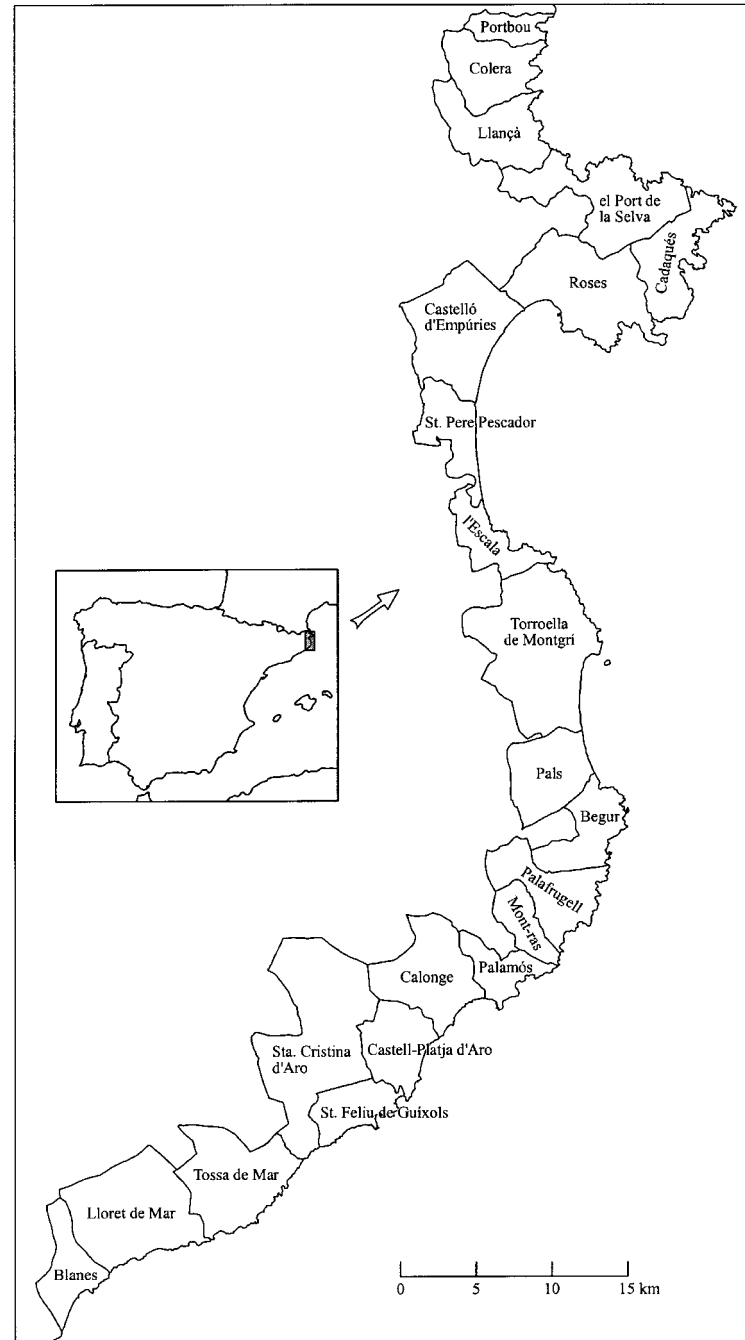 Portbou
Colera
Llançà
el Port de
la Selva
Cadaqués
Roses
Castelló
d'Empúries
St. Pere Pescador
l'Escala
Torroella
de Montgrí
Pals
Begur
Palafrugell
Mont-ras
Palamós
Calonge
Sta. Cristina
d'Aro
Castell-Platja d'Aro
St. Feliu de Guíxols
Tossa de Mar
Lloret de Mar
Blanes
0 5 10 15 km